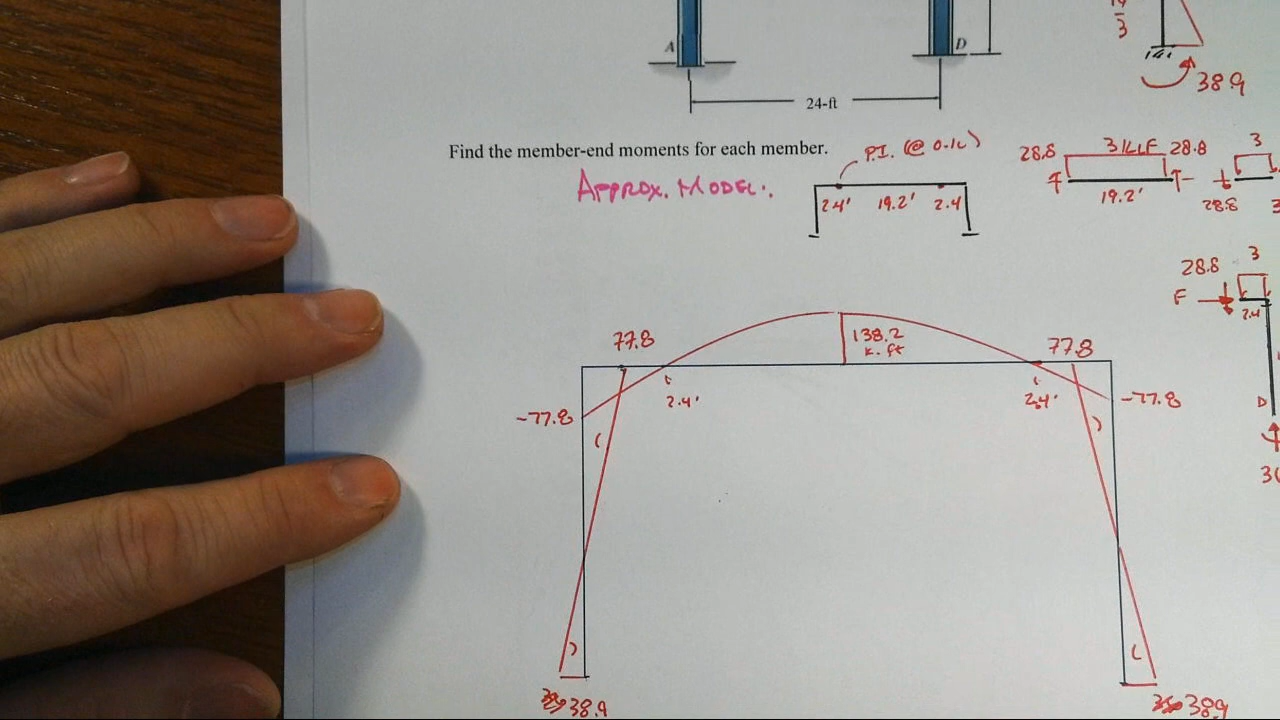 14
3
A
D
38.9
24-ft
Find the member-end moments for each member.
P.I. (@ 0.1L)
APPROX. MODEL:
2.4' 19.2' 2.4
28.8 3KLF 28.8
19.2'
3
28.8 3
28.8 3
F
2.4
D
77.8 138.2 k.ft 77.8
-77.8 2.4' 2.4' -77.8
38.9 38.9